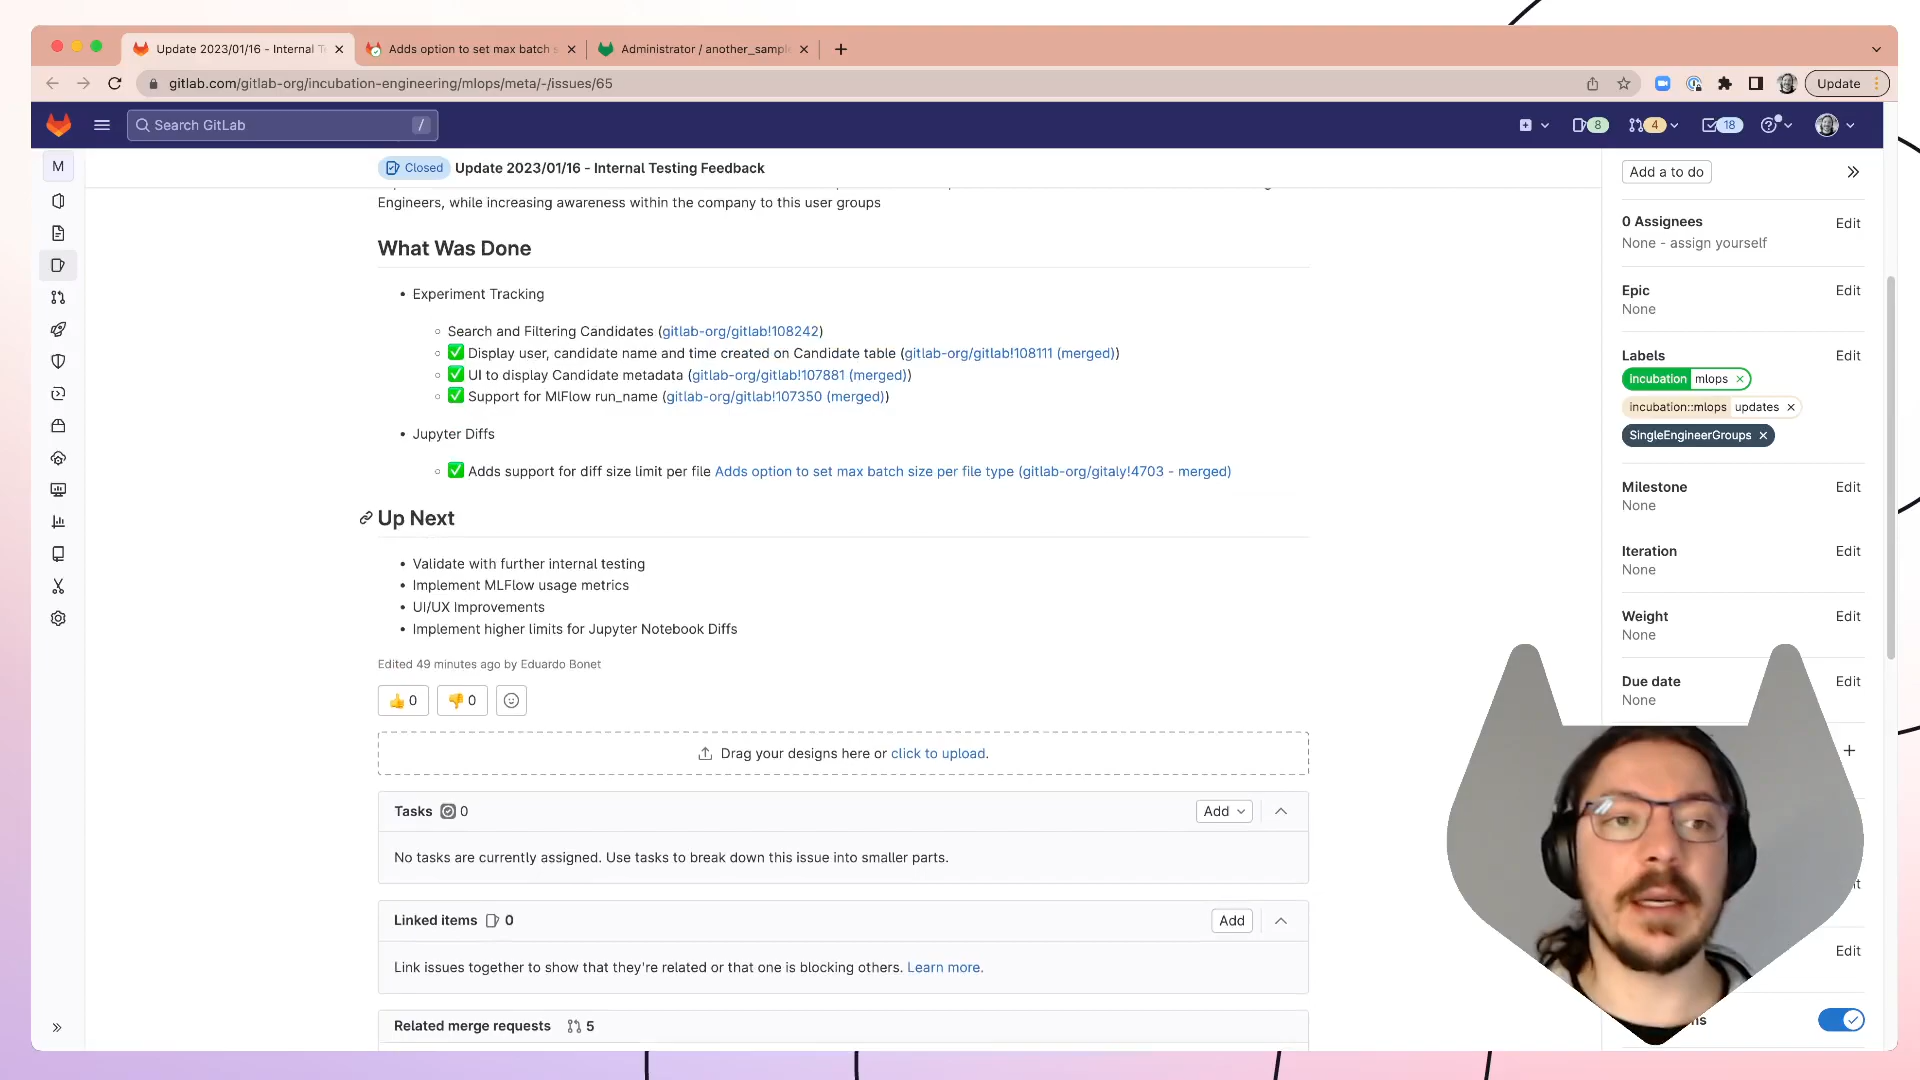 Update 2023/01/16 - Internal T
Adds option to set max batch s
Administrator / another_sample
gitlab.com/gitlab-org/incubation-engineering/mlops/meta/-/issues/65
Update
Search GitLab /
8
4
18
M
Closed Update 2023/01/16 - Internal Testing Feedback
Engineers, while increasing awareness within the company to this user groups
What Was Done
• Experiment Tracking
Search and Filtering Candidates (gitlab-org/gitlab!108242)
✅ Display user, candidate name and time created on Candidate table (gitlab-org/gitlab!108111 (merged))
✅ UI to display Candidate metadata (gitlab-org/gitlab!107881 (merged))
✅ Support for MlFlow run_name (gitlab-org/gitlab!107350 (merged))
• Jupyter Diffs
✅ Adds support for diff size limit per file Adds option to set max batch size per file type (gitlab-org/gitaly!4703 - merged)
Up Next
• Validate with further internal testing
• Implement MLFlow usage metrics
• UI/UX Improvements
• Implement higher limits for Jupyter Notebook Diffs
Edited 49 minutes ago by Eduardo Bonet
👍 0 👎 0
Drag your designs here or click to upload.
Tasks 0 Add
No tasks are currently assigned. Use tasks to break down this issue into smaller parts.
Linked items 0 Add
Link issues together to show that they're related or that one is blocking others. Learn more.
Related merge requests 5
Add a to do
0 Assignees Edit
None - assign yourself
Epic Edit
None
Labels Edit
incubation mlops
incubation::mlops updates
SingleEngineerGroups
Milestone Edit
None
Iteration Edit
None
Weight Edit
None
Due date Edit
None
Edit